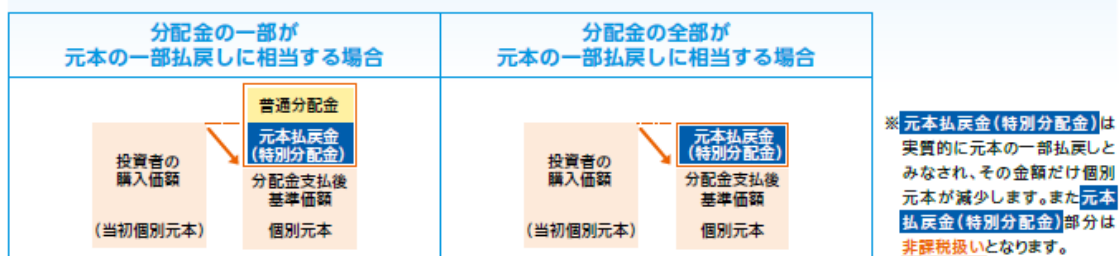 分配金の一部が
元本の一部払戻しに相当する場合
分配金の全部が
元本の一部払戻しに相当する場合
普通分配金
元本払戻金
(特別分配金)
投資者の
購入価額
(当初個別元本)
分配金支払後
基準価額
個別元本
元本払戻金
(特別分配金)
投資者の
購入価額
(当初個別元本)
分配金支払後
基準価額
個別元本
※元本払戻金(特別分配金)は
実質的に元本の一部払戻しと
みなされ、その金額だけ個別
元本が減少します。また元本
払戻金(特別分配金)部分は
非課税扱いとなります。